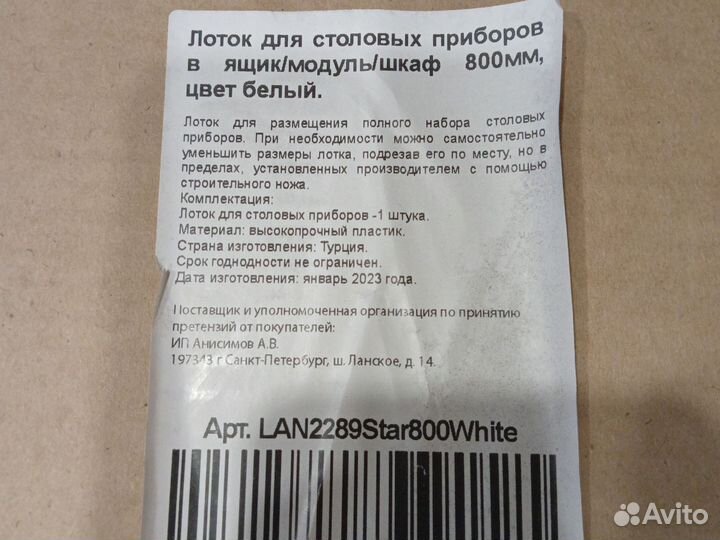 Лоток для столовых приборов
в ящик/модуль/шкаф 800мм,
цвет белый.
Лоток для размещения полного набора столовых
приборов. При необходимости можно самостоятельно
уменьшить размеры лотка, подрезав его по месту, но в
пределах, установленных производителем с помощью
строительного ножа.
Комплектация:
Лоток для столовых приборов -1 штука.
Материал: высокопрочный пластик.
Страна изготовления: Турция.
Срок годнодности не ограничен.
Дата изготовления: январь 2023 года.
Поставщик и уполномоченная организация по принятию
претензий от покупателей:
ИП Анисимов А.В.
197343 г Санкт-Петербург, ш. Ланское, д. 14.
Арт. LAN2289Star800White
Avito